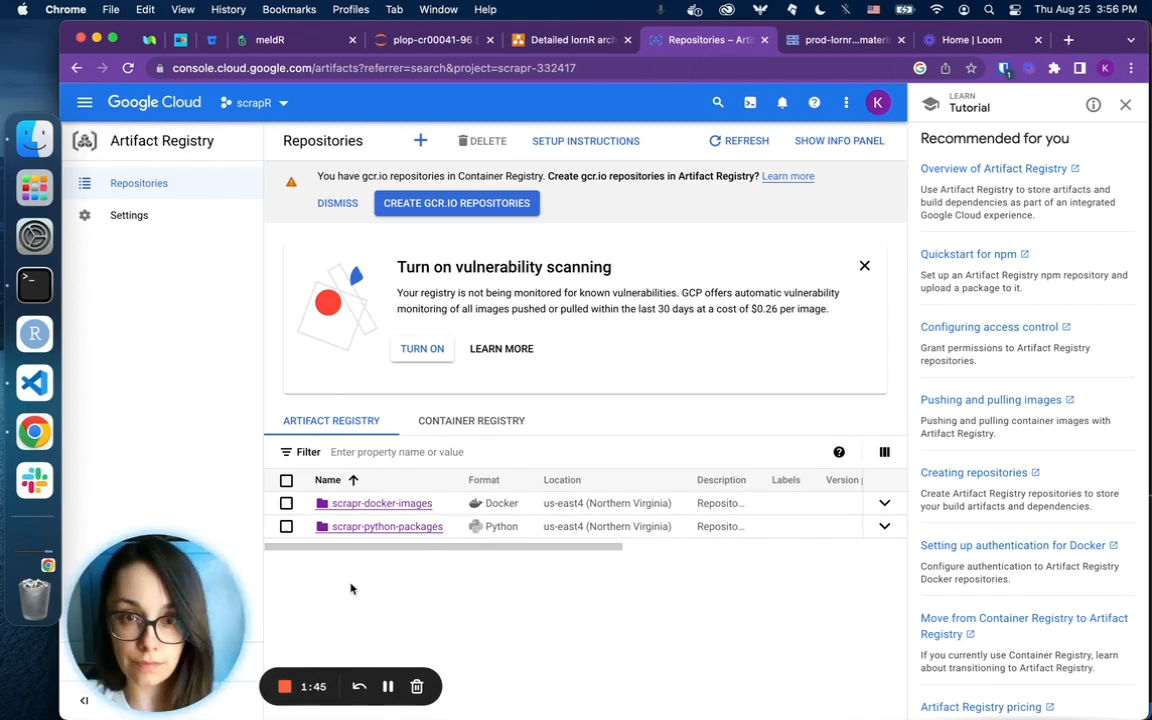 Chrome File Edit View History Bookmarks Profiles Tab Window Help Thu Aug 25 3:56 PM
meldR plop-cr00041-96 ( Detailed lornR arch Repositories – Arti prod-lornr...materi Home | Loom
console.cloud.google.com/artifacts?referrer=search&project=scrapr-332417 K
Google Cloud scrapR K
Artifact Registry
Repositories
Settings
Repositories DELETE SETUP INSTRUCTIONS REFRESH SHOW INFO PANEL
You have gcr.io repositories in Container Registry. Create gcr.io repositories in Artifact Registry? Learn more
DISMISS CREATE GCR.IO REPOSITORIES
Turn on vulnerability scanning
Your registry is not being monitored for known vulnerabilities. GCP offers automatic vulnerability
monitoring of all images pushed or pulled within the last 30 days at a cost of $0.26 per image.
TURN ON LEARN MORE
ARTIFACT REGISTRY CONTAINER REGISTRY
Filter Enter property name or value
Name Format Location Description Labels Version
scrapr-docker-images Docker us-east4 (Northern Virginia) Reposito...
scrapr-python-packages Python us-east4 (Northern Virginia) Reposito...
1:45
LEARN
Tutorial
Recommended for you
Overview of Artifact Registry
Use Artifact Registry to store artifacts and
build dependencies as part of an integrated
Google Cloud experience.
Quickstart for npm
Set up an Artifact Registry npm repository and
upload a package to it.
Configuring access control
Grant permissions to Artifact Registry
repositories.
Pushing and pulling images
Pushing and pulling container images with
Artifact Registry.
Creating repositories
Create Artifact Registry repositories to store
your build artifacts and dependencies.
Setting up authentication for Docker
Configure authentication to Artifact Registry
Docker repositories.
Move from Container Registry to Artifact
Registry
If you currently use Container Registry, learn
about transitioning to Artifact Registry.
Artifact Registry pricing